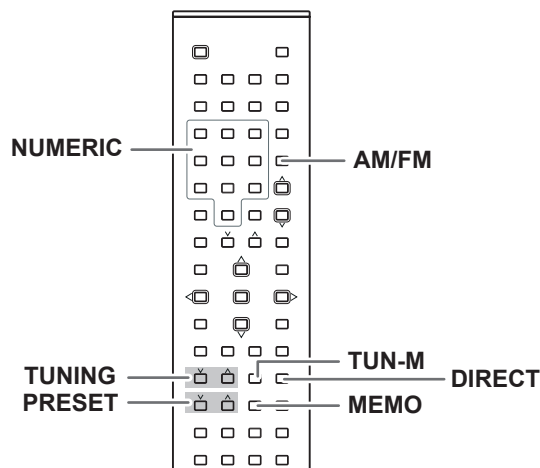 NUMERIC
AM/FM
TUN-M
TUNING
DIRECT
PRESET
MEMO